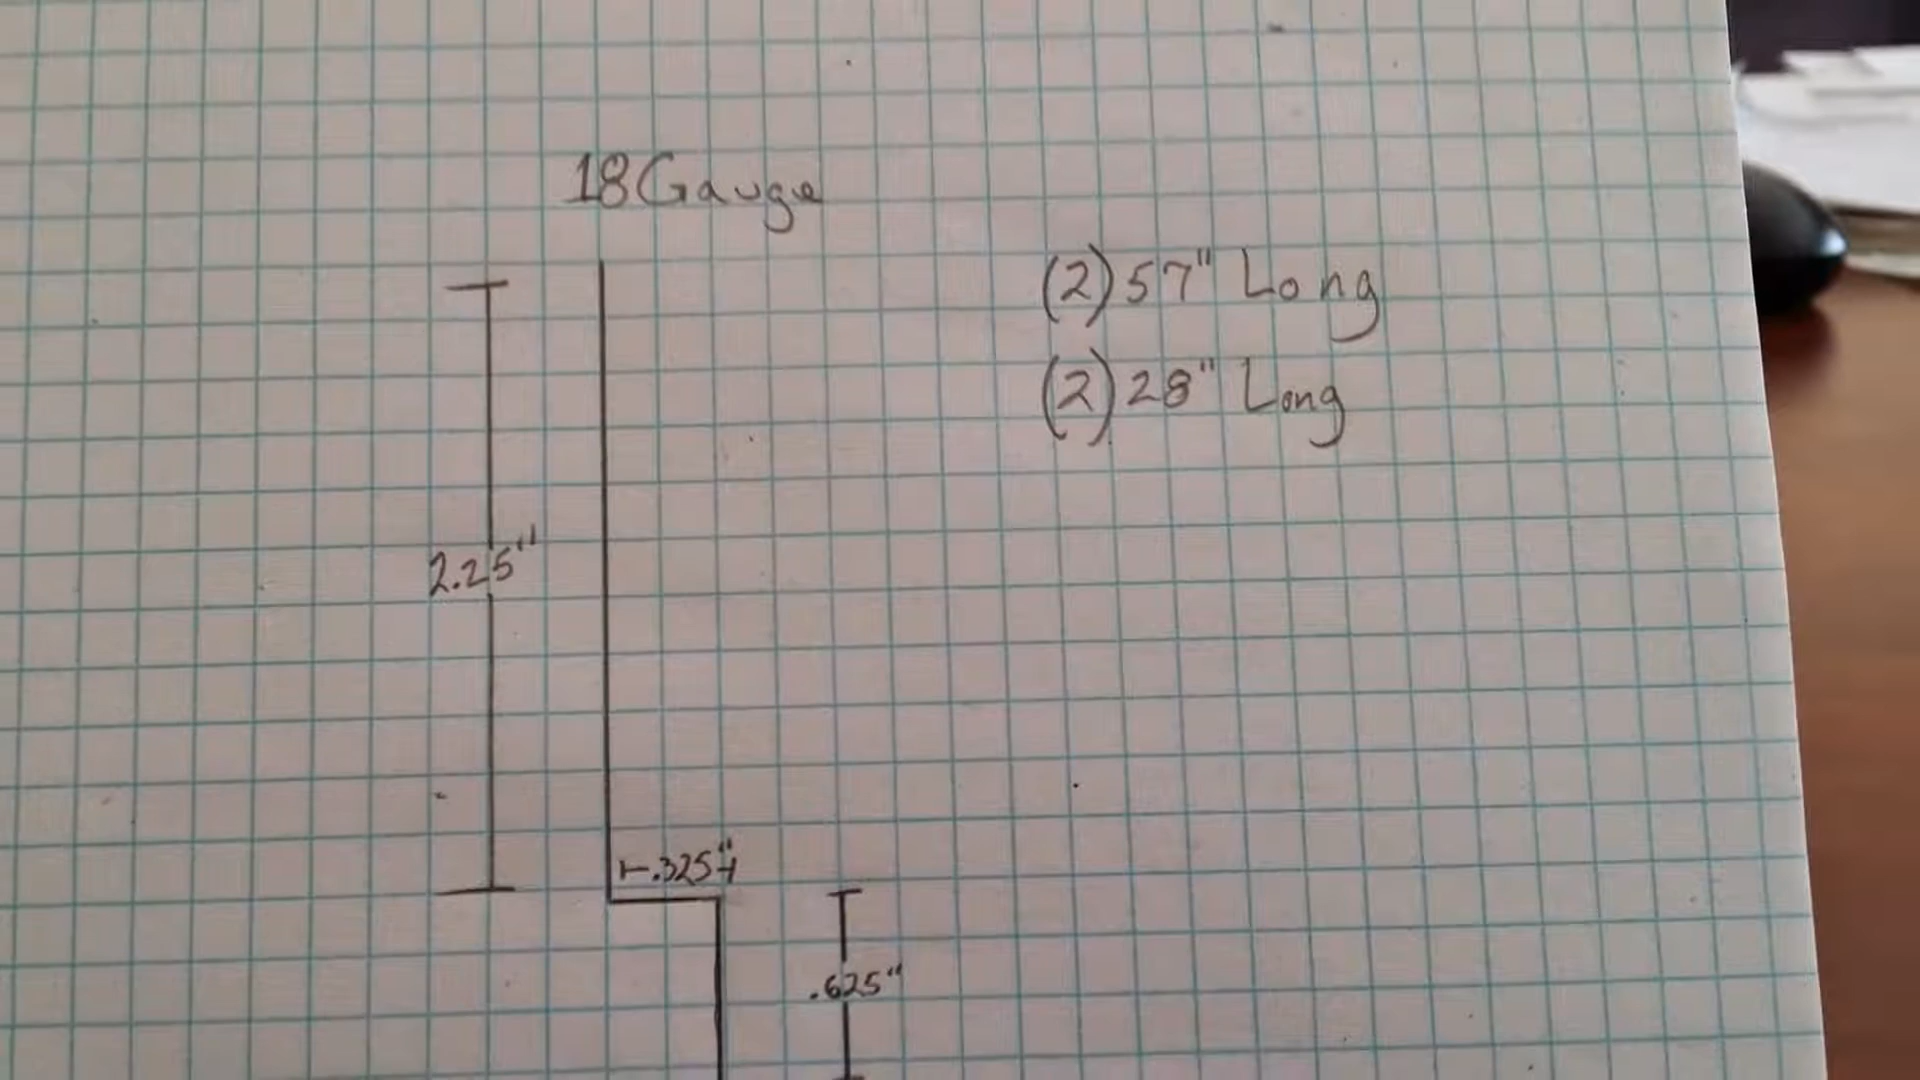 18 Gauge
(2) 57" Long
(2) 28" Long
2.25"
.325"
.625"